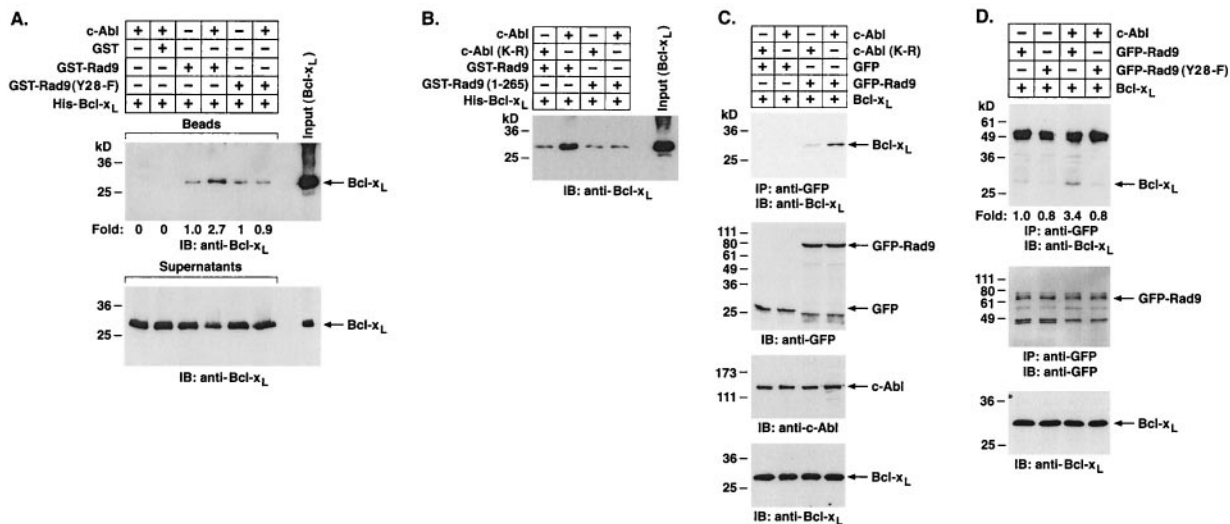 A.
c-Abl + + – + – +
GST – + – – – –
GST-Rad9 – – + + – –
GST-Rad9(Y28-F) – – – – + +
His-Bcl-xL + + + + + +
Input (Bcl-xL)
Beads
kD
36
25
Bcl-xL
Fold: 0 0 1.0 2.7 1 0.9
IB: anti-Bcl-xL
Supernatants
36
25
Bcl-xL
IB: anti-Bcl-xL
B.
c-Abl – + – +
c-Abl (K-R) + – + –
GST-Rad9 + + – –
GST-Rad9 (1-265) – – + +
His-Bcl-xL + + + +
Input (Bcl-xL)
kD
36
25
IB: anti-Bcl-xL
C.
– + – + c-Abl
+ – + – c-Abl (K-R)
+ + – – GFP
– – + + GFP-Rad9
+ + + + Bcl-xL
kD
36
25
Bcl-xL
IP: anti-GFP
IB: anti-Bcl-xL
111
80
61
49
36
25
GFP-Rad9
GFP
IB: anti-GFP
173
111
c-Abl
IB: anti-c-Abl
36
25
Bcl-xL
IB: anti-Bcl-xL
D.
– – + + c-Abl
+ – + – GFP-Rad9
– + – + GFP-Rad9 (Y28-F)
+ + + + Bcl-xL
kD
61
49
36
25
Bcl-xL
Fold: 1.0 0.8 3.4 0.8
IP: anti-GFP
IB: anti-Bcl-xL
111
80
61
49
GFP-Rad9
IP: anti-GFP
IB: anti-GFP
36
25
Bcl-xL
IB: anti-Bcl-xL